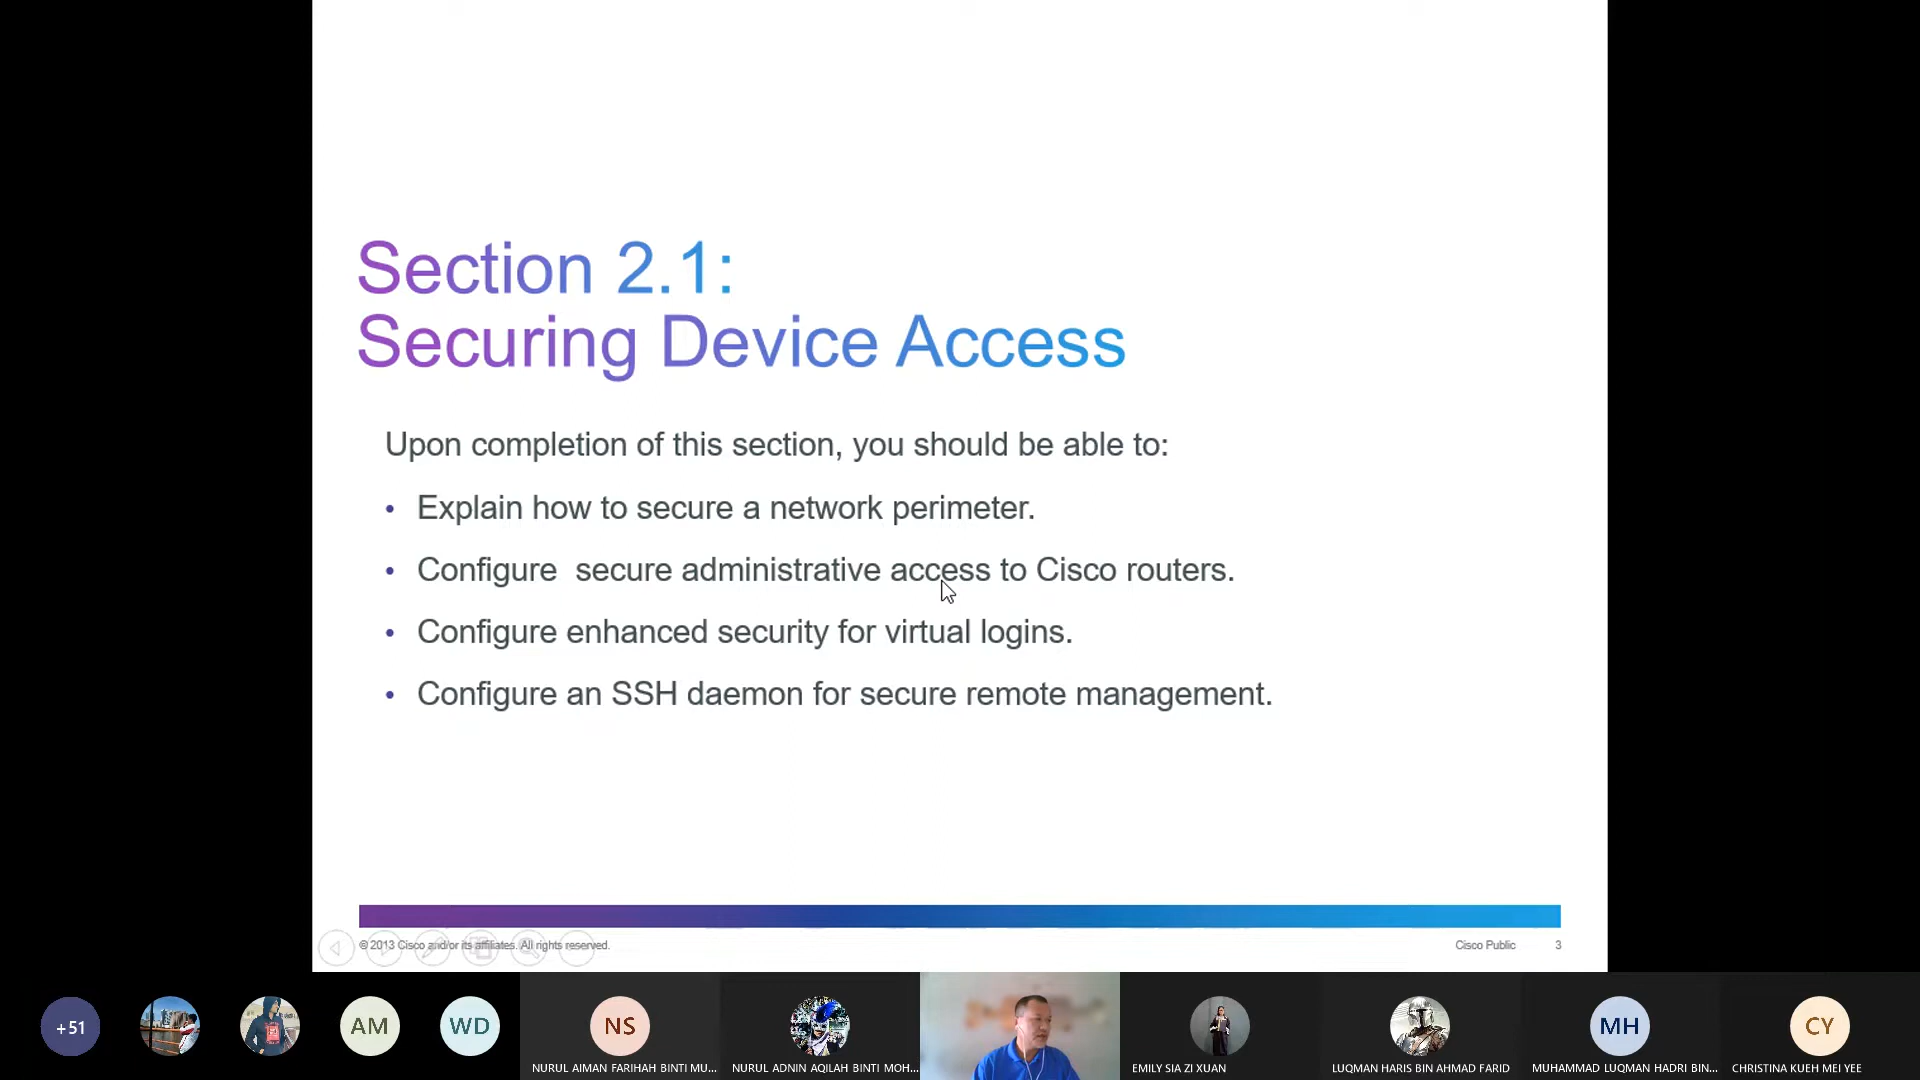 Section 2.1:
Securing Device Access
Upon completion of this section, you should be able to:
• Explain how to secure a network perimeter.
• Configure  secure administrative access to Cisco routers.
• Configure enhanced security for virtual logins.
• Configure an SSH daemon for secure remote management.
© 2013 Cisco and/or its affiliates. All rights reserved.
Cisco Public 3
+51
AM
WD
NS
MH
CY
NURUL AIMAN FARIHAH BINTI MU...
NURUL ADNIN AQILAH BINTI MOH...
EMILY SIA ZI XUAN
LUQMAN HARIS BIN AHMAD FARID
MUHAMMAD LUQMAN HADRI BIN...
CHRISTINA KUEH MEI YEE